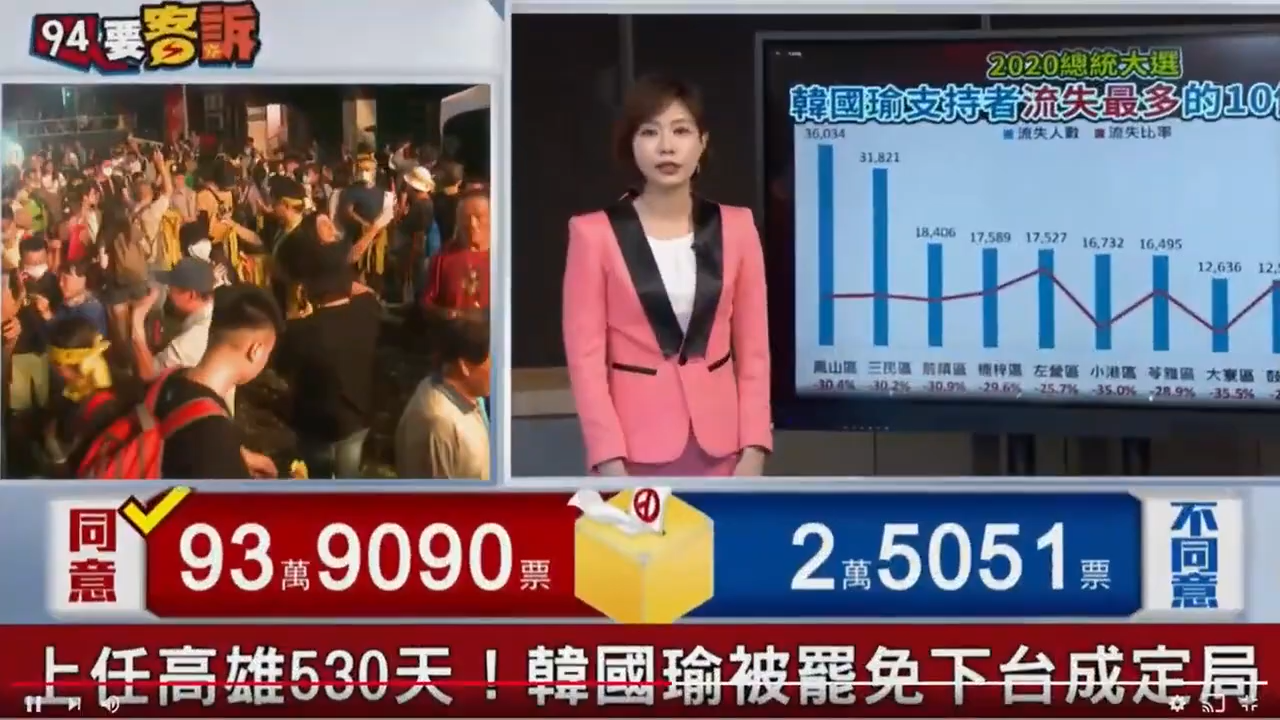 94要客訴
2020總統大選
韓國瑜支持者流失最多的10
流失人數 流失比率
36,034
31,821
18,406
17,589
17,527
16,732
16,495
12,636
鳳山區 三民區 前鎮區 楠梓區 左營區 小港區 苓雅區 大寮區
-30.4% -30.2% -30.9% -29.6% -25.7% -35.0% -28.9% -35.5%
同意 93萬9090票 2萬5051票 不同意
上任高雄530天！韓國瑜被罷免下台成定局